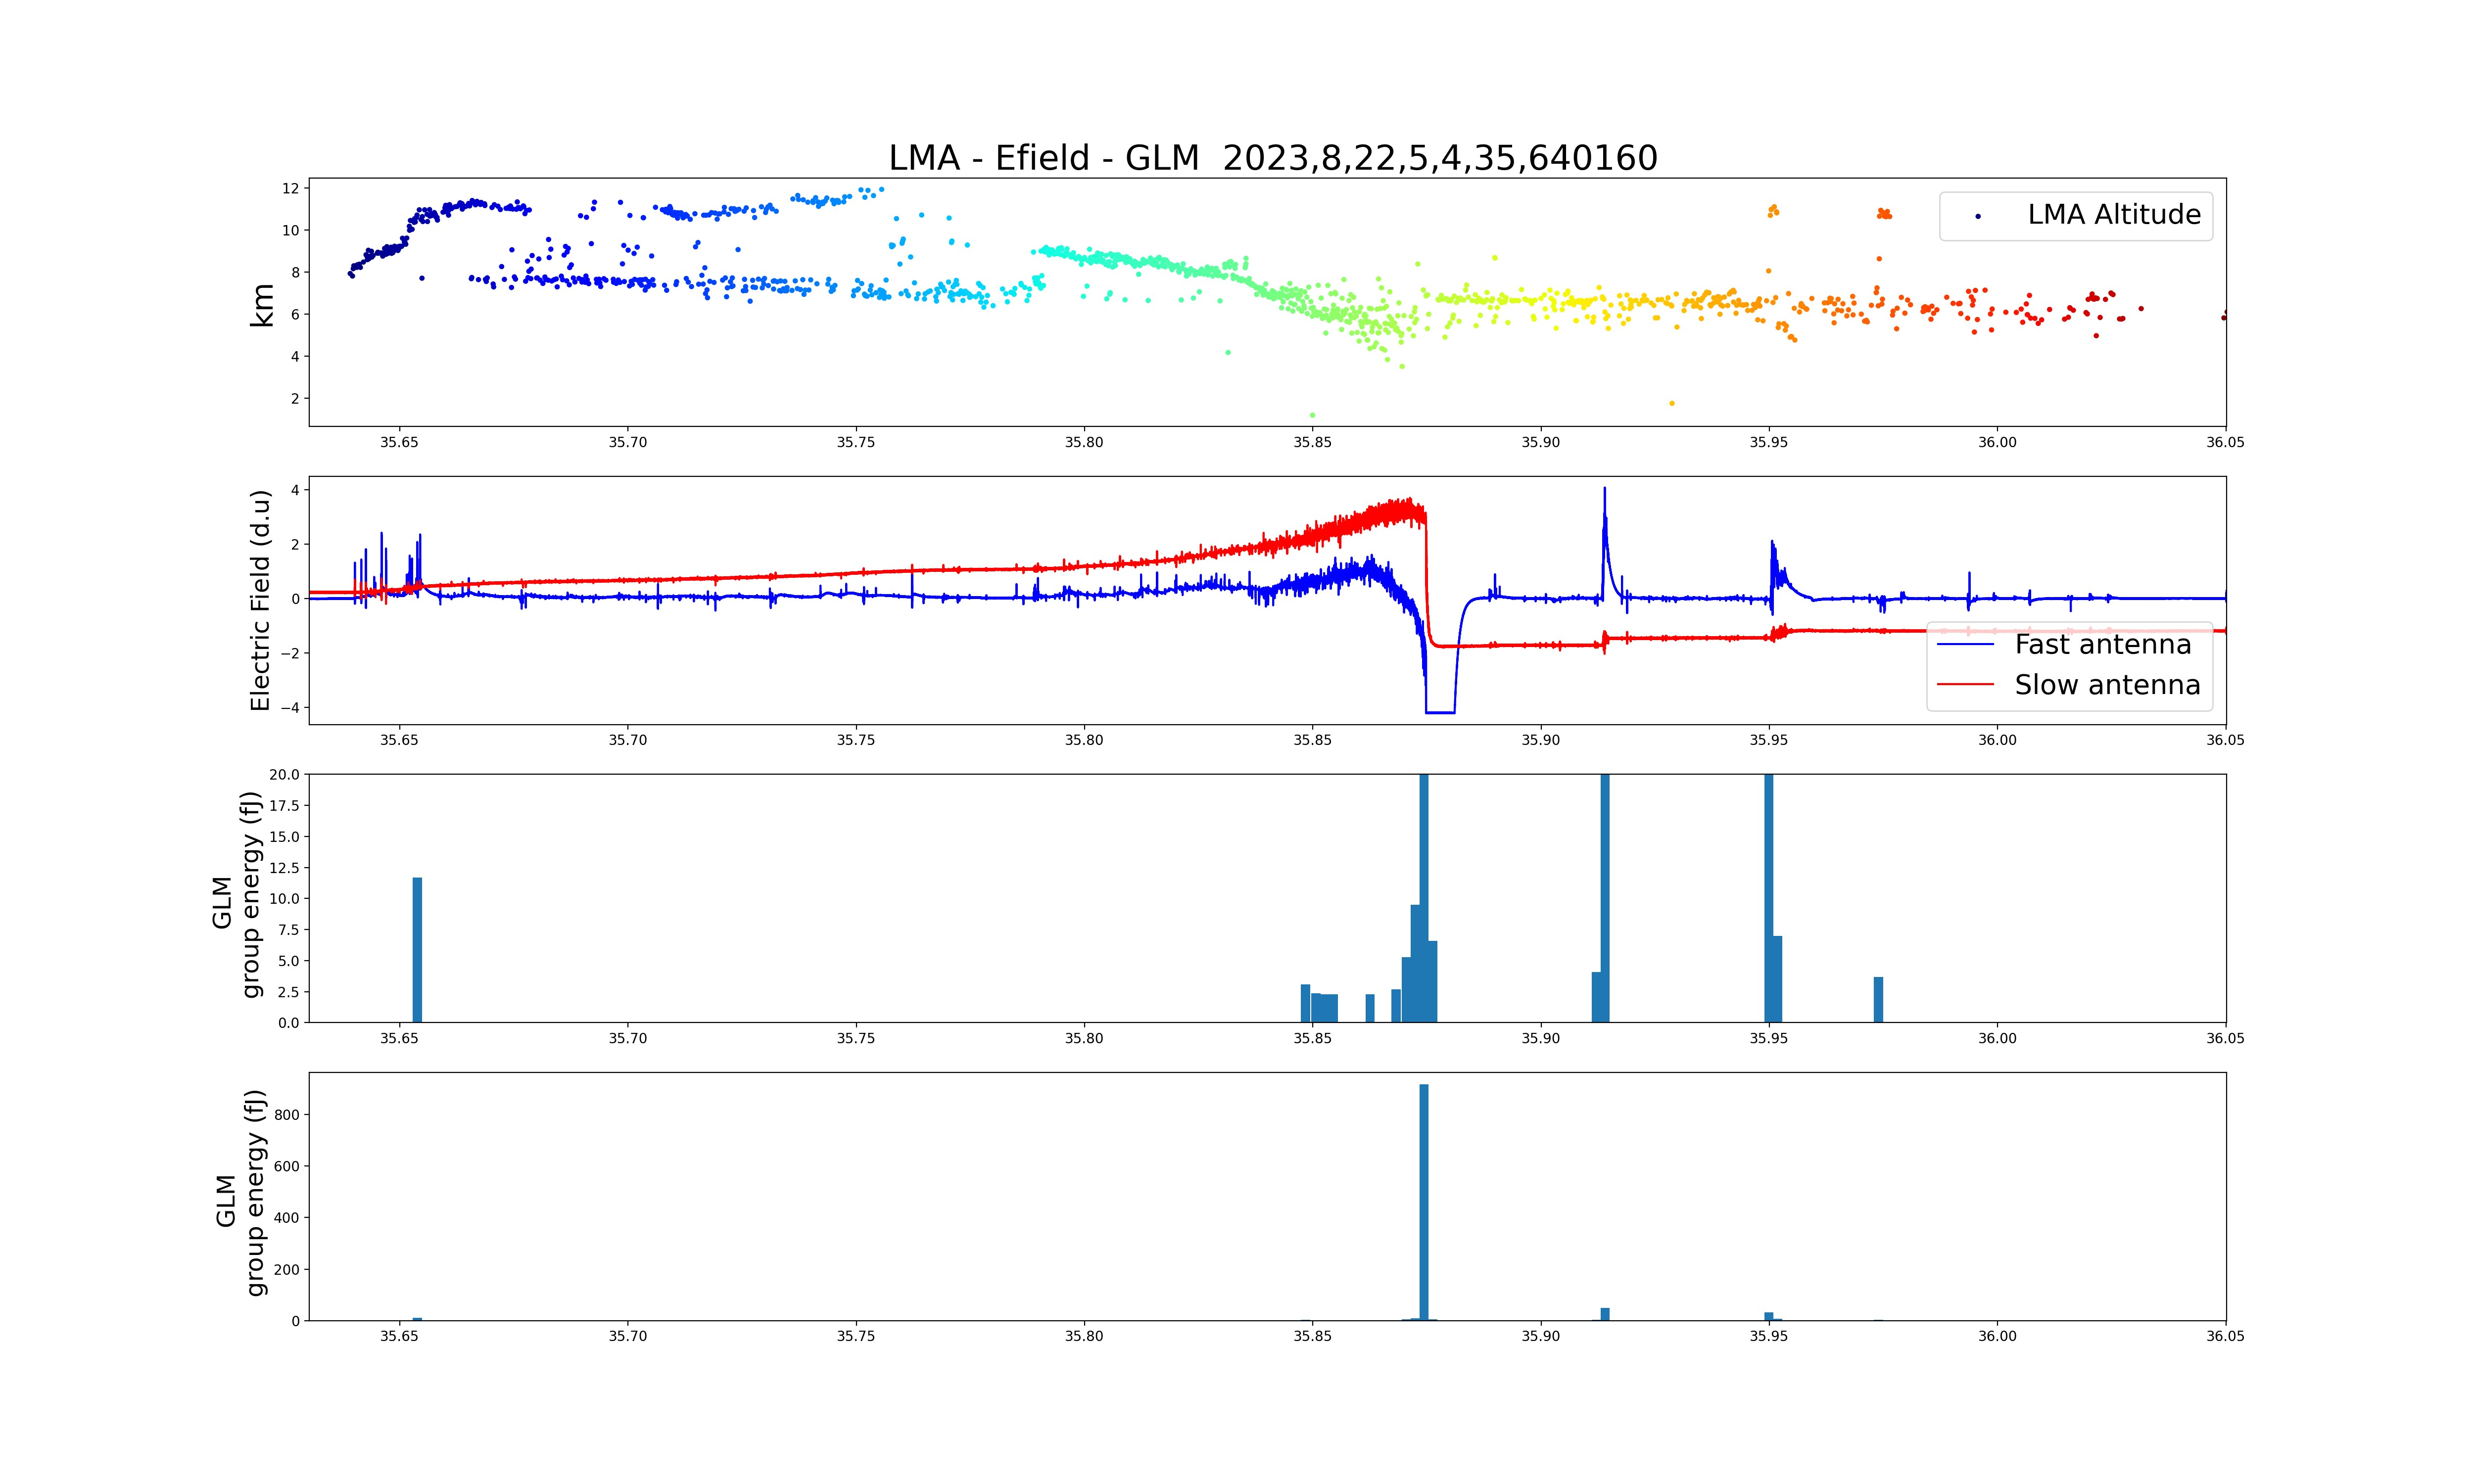 LMA - Efield - GLM  2023,8,22,5,4,35,640160
km
12
10
8
6
4
2
LMA Altitude
35.65 35.70 35.75 35.80 35.85 35.90 35.95 36.00 36.05
Electric Field (d.u)
4
2
0
−2
−4
Fast antenna
Slow antenna
35.65 35.70 35.75 35.80 35.85 35.90 35.95 36.00 36.05
GLM
group energy (fJ)
20.0
17.5
15.0
12.5
10.0
7.5
5.0
2.5
0.0
35.65 35.70 35.75 35.80 35.85 35.90 35.95 36.00 36.05
GLM
group energy (fJ)
800
600
400
200
0
35.65 35.70 35.75 35.80 35.85 35.90 35.95 36.00 36.05